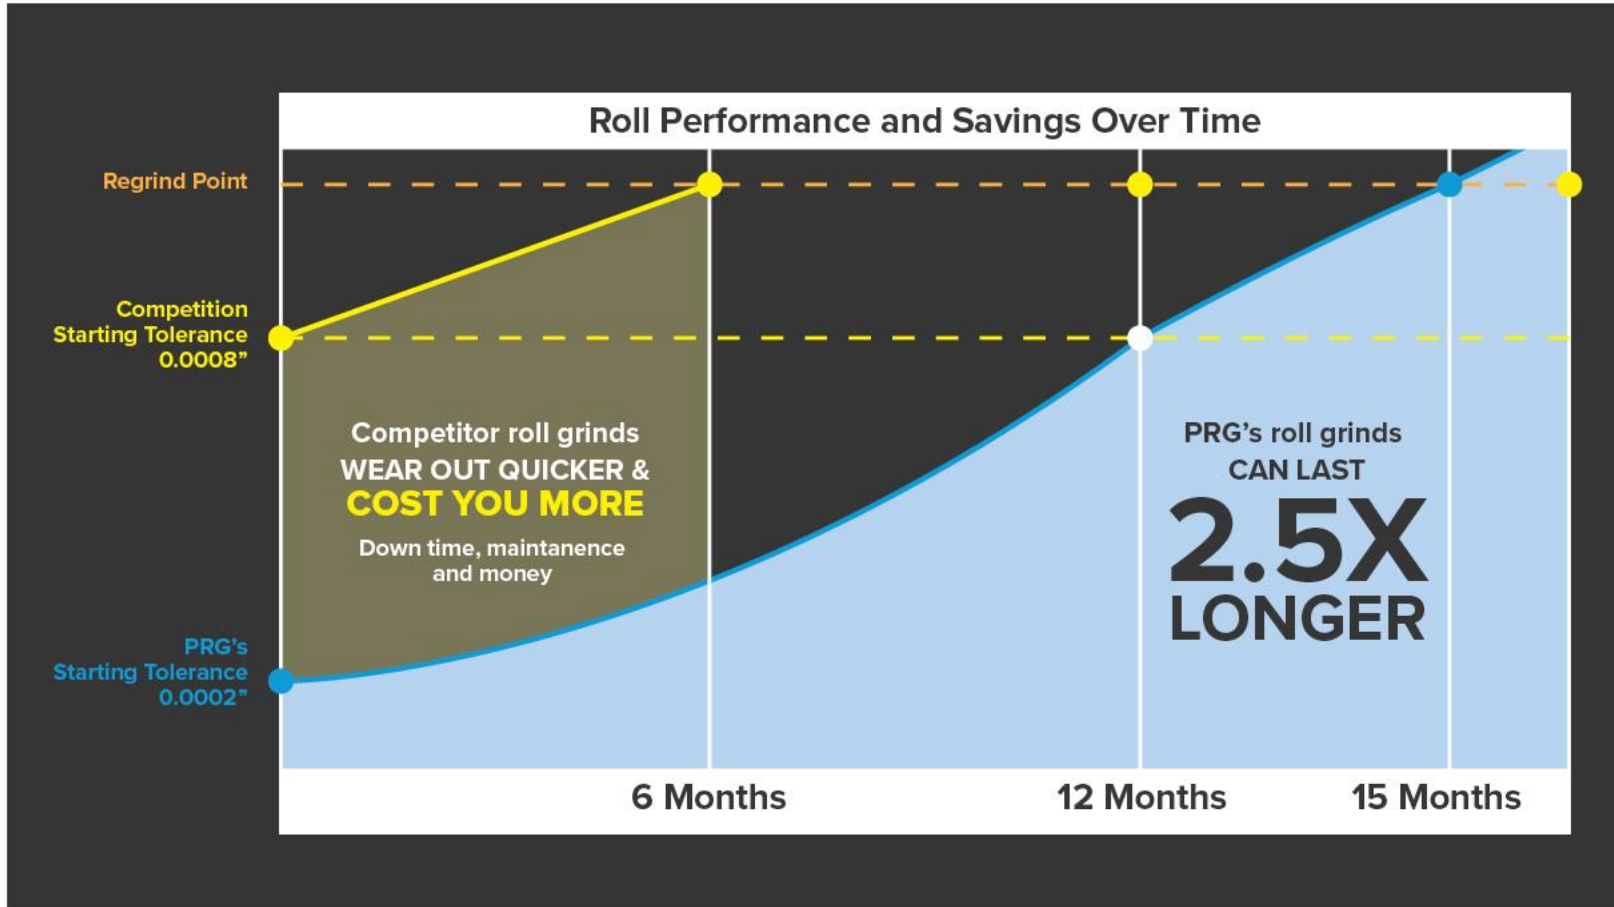 Roll Performance and Savings Over Time
Regrind Point
Competition
Starting Tolerance
0.0008”
Competitor roll grinds
WEAR OUT QUICKER &
COST YOU MORE
Down time, maintanence
and money
PRG’s roll grinds
CAN LAST
2.5X
LONGER
PRG’s
Starting Tolerance
0.0002”
6 Months
12 Months
15 Months